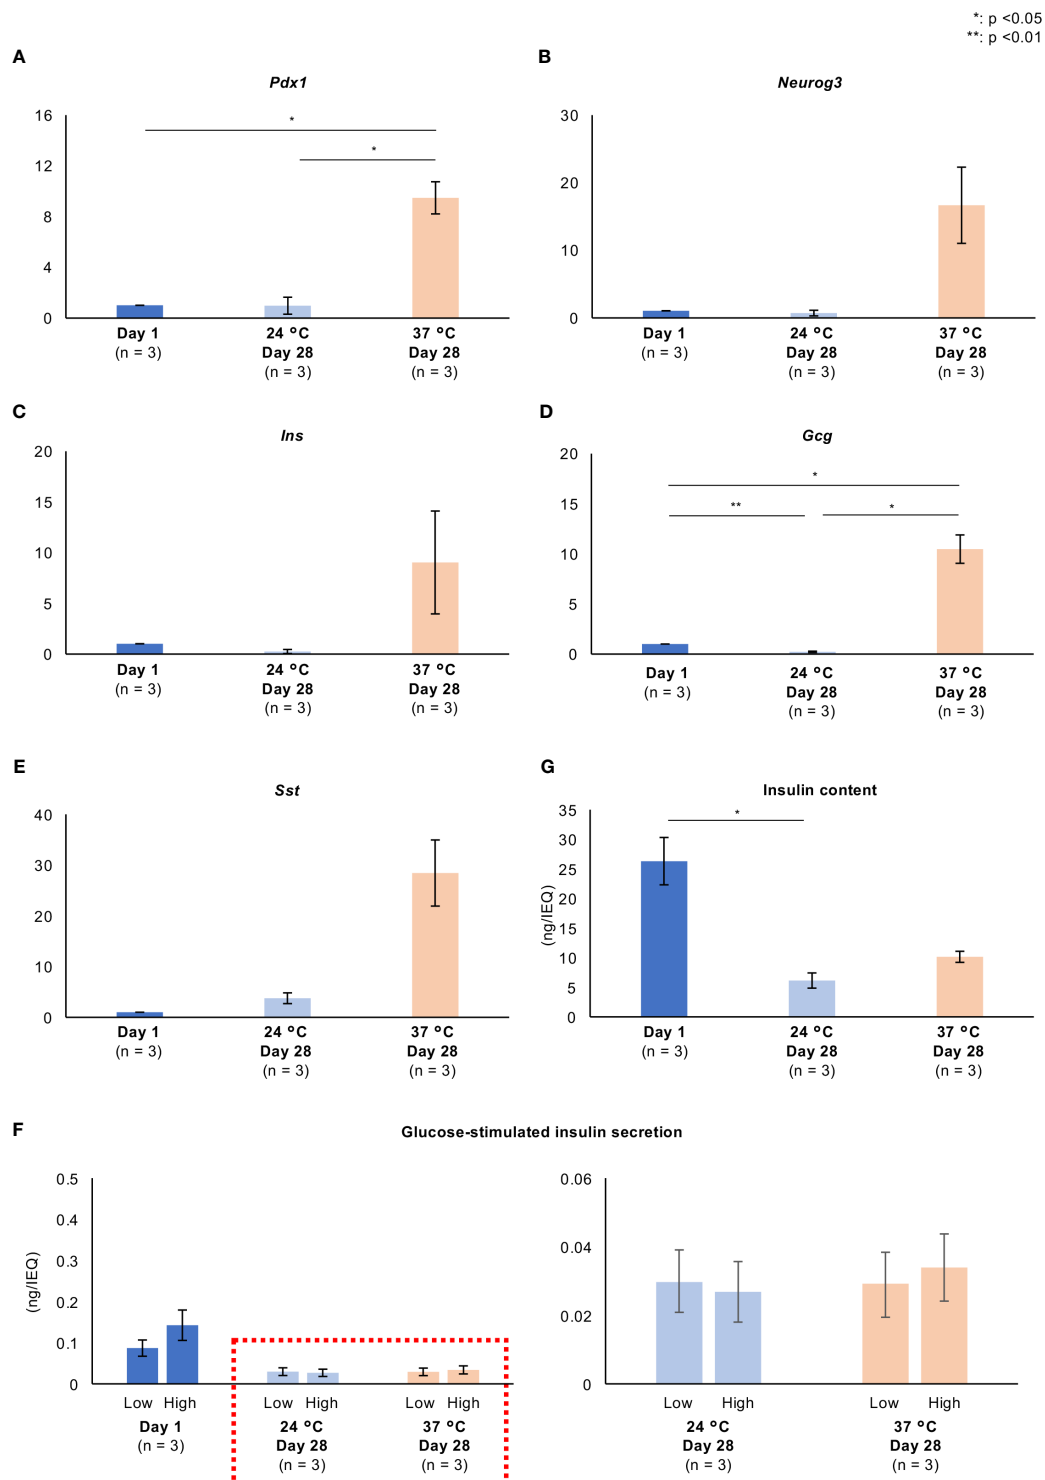 *: p <0.05
**: p <0.01
A
Pdx1
16
12
8
4
0
*
*
Day 1
(n = 3)
24 °C
Day 28
(n = 3)
37 °C
Day 28
(n = 3)
B
Neurog3
30
20
10
0
Day 1
(n = 3)
24 °C
Day 28
(n = 3)
37 °C
Day 28
(n = 3)
C
Ins
20
15
10
5
0
Day 1
(n = 3)
24 °C
Day 28
(n = 3)
37 °C
Day 28
(n = 3)
D
Gcg
20
15
10
5
0
*
**
*
Day 1
(n = 3)
24 °C
Day 28
(n = 3)
37 °C
Day 28
(n = 3)
E
Sst
40
30
20
10
0
Day 1
(n = 3)
24 °C
Day 28
(n = 3)
37 °C
Day 28
(n = 3)
G
Insulin content
(ng/IEQ)
35
30
25
20
15
10
5
0
*
Day 1
(n = 3)
24 °C
Day 28
(n = 3)
37 °C
Day 28
(n = 3)
F
Glucose-stimulated insulin secretion
(ng/IEQ)
0.5
0.4
0.3
0.2
0.1
0
Low High
Day 1
(n = 3)
Low High
24 °C
Day 28
(n = 3)
Low High
37 °C
Day 28
(n = 3)
0.06
0.04
0.02
0
Low High
24 °C
Day 28
(n = 3)
Low High
37 °C
Day 28
(n = 3)